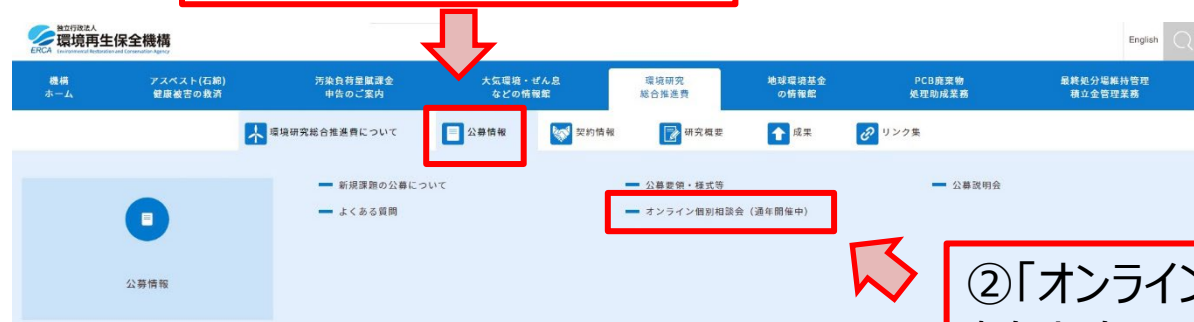 独立行政法人
環境再生保全機構
ERCA Environmental Restoration and Conservation Agency
English
機構
ホーム
アスベスト(石綿)
健康被害の救済
汚染負荷量賦課金
申告のご案内
大気環境・ぜん息
などの情報館
環境研究
総合推進費
地球環境基金
の情報館
PCB廃棄物
処理助成業務
最終処分場維持管理
積立金管理業務
環境研究総合推進費について
公募情報
契約情報
研究概要
成果
リンク集
新規課題の公募について
公募要領・様式等
公募説明会
よくある質問
オンライン個別相談会（通年開催中）
公募情報
②「オンライン